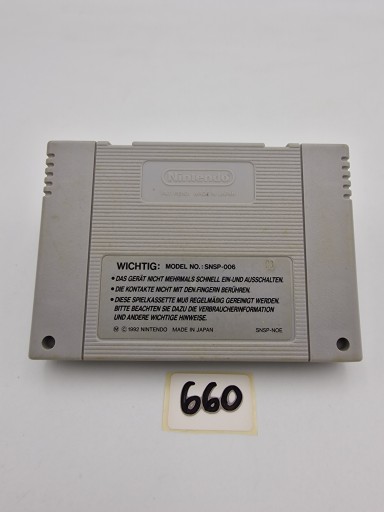 Nintendo
WICHTIG: MODEL NO.: SNSP-006
• DAS GERÄT NICHT MEHRMALS SCHNELL EIN-UND AUSSCHALTEN.
• DIE KONTAKTE NICHT MIT DEN FINGERN BERÜHREN.
• DIESE SPIELKASSETTE MUß REGELMÄßIG GEREINIGT WERDEN.
BITTE BEACHTEN SIE DAZU DIE VERBRAUCHERINFORMATION
UND ANDERE WICHTIGE HINWEISE.
© 1992 NINTENDO MADE IN JAPAN SNSP-NOE
660